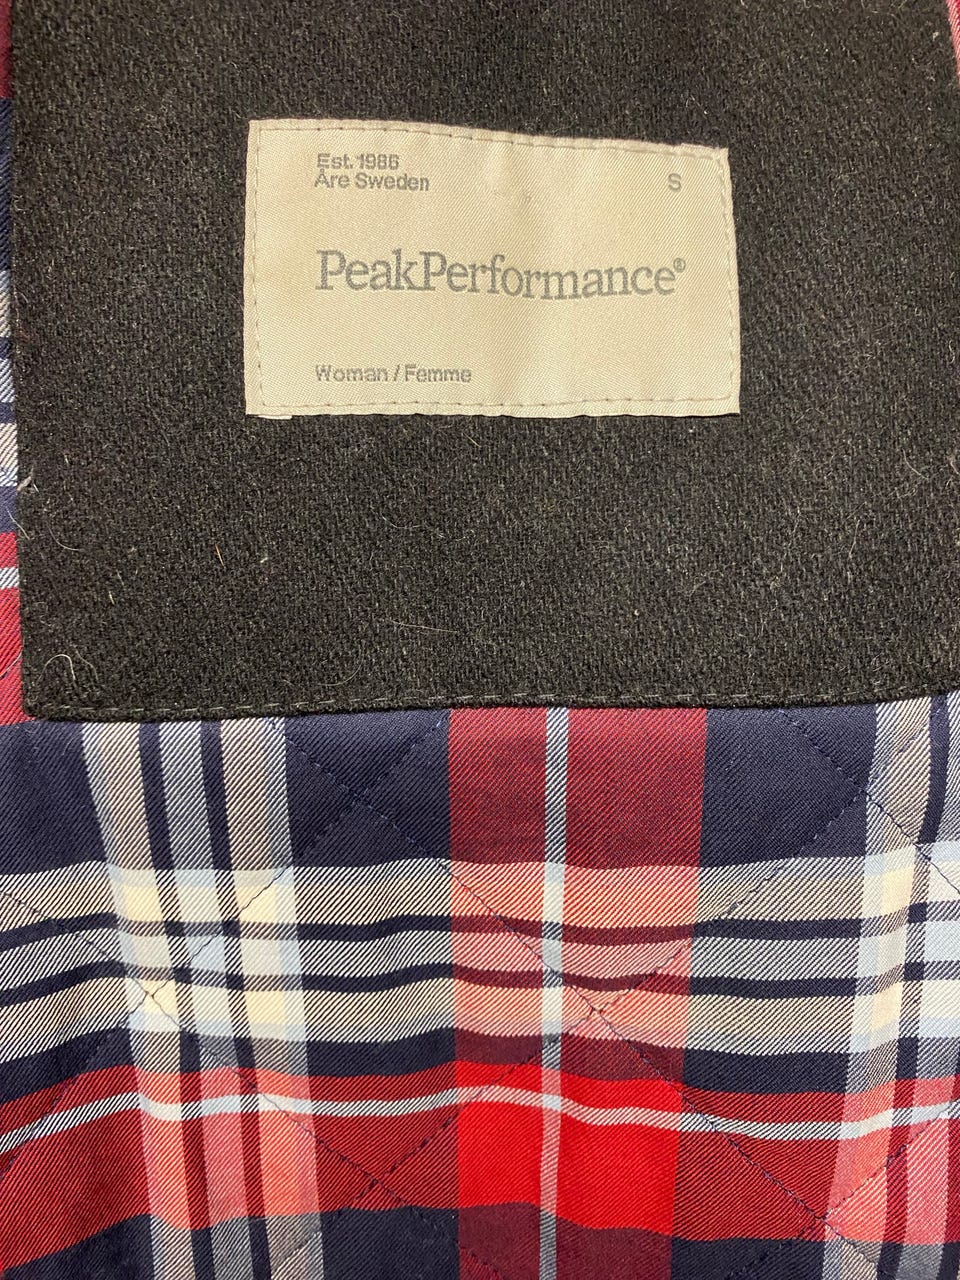 Est. 1986
Åre Sweden
S
PeakPerformance®
Woman / Femme